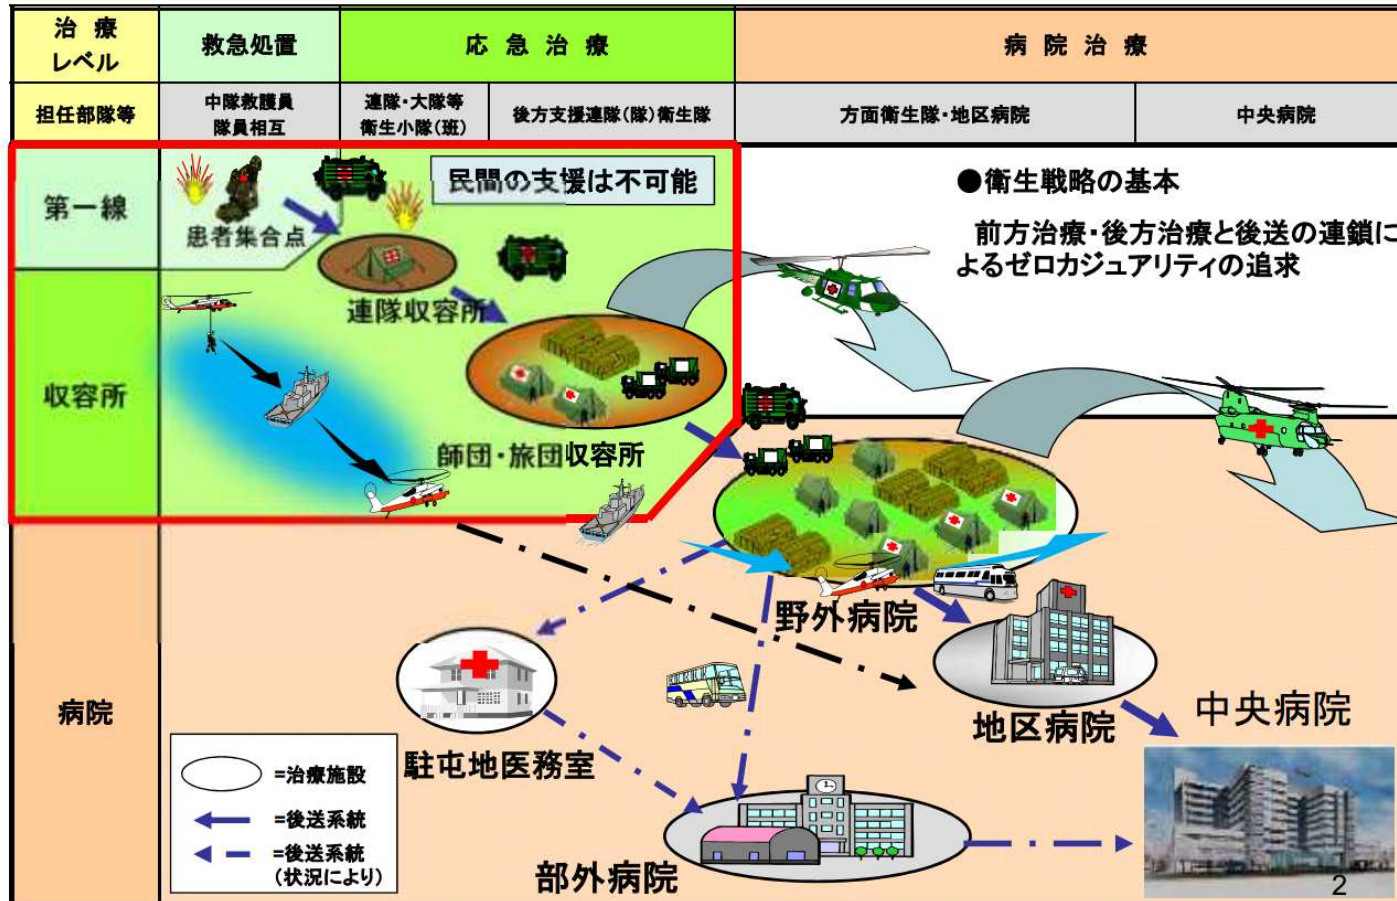 治療
レベル
救急処置
応急治療
病院治療
担任部隊等
中隊救護員
隊員相互
連隊・大隊等
衛生小隊(班)
後方支援連隊(隊)衛生隊
方面衛生隊・地区病院
中央病院
第一線
患者集合点
民間の支援は不可能
●衛生戦略の基本
前方治療・後方治療と後送の連鎖に
よるゼロカジュアリティの追求
連隊収容所
収容所
師団・旅団収容所
野外病院
病院
駐屯地医務室
地区病院
中央病院
部外病院
=治療施設
=後送系統
=後送系統
(状況により)
2